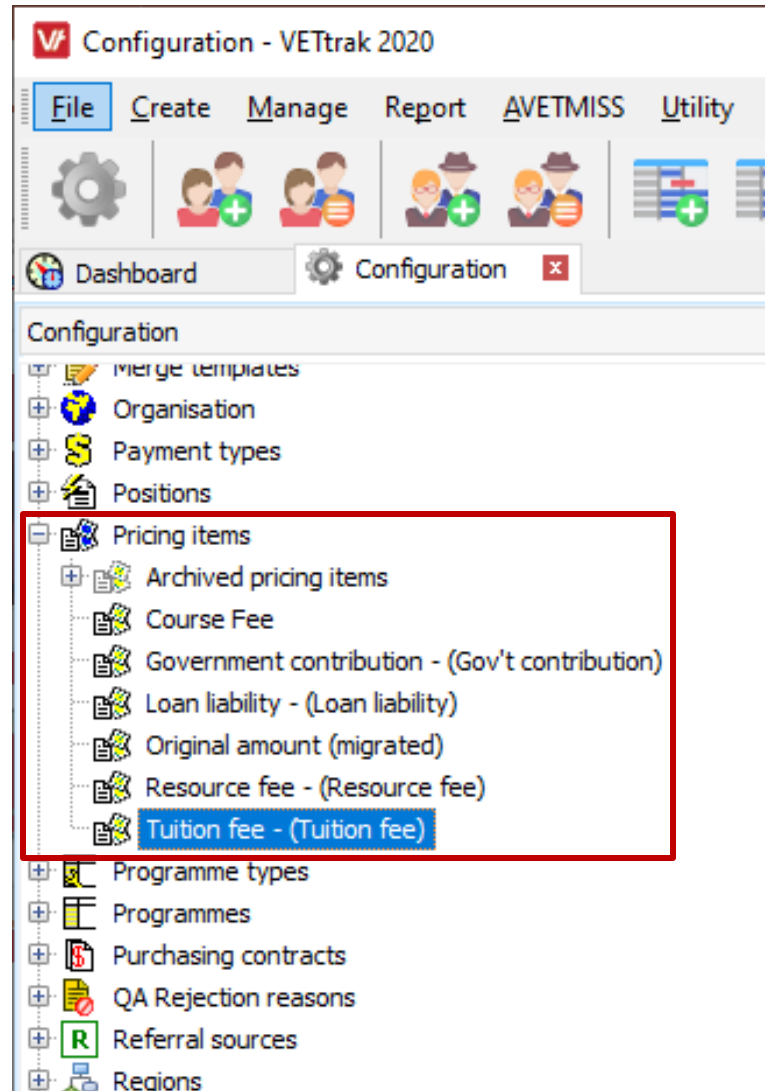 Configuration - VETtrak 2020
File Create Manage Report AVETMISS Utility
Dashboard Configuration
Configuration
Merge templates
Organisation
Payment types
Positions
Pricing items
Archived pricing items
Course Fee
Government contribution - (Gov't contribution)
Loan liability - (Loan liability)
Original amount (migrated)
Resource fee - (Resource fee)
Tuition fee - (Tuition fee)
Programme types
Programmes
Purchasing contracts
QA Rejection reasons
R Referral sources
Regions